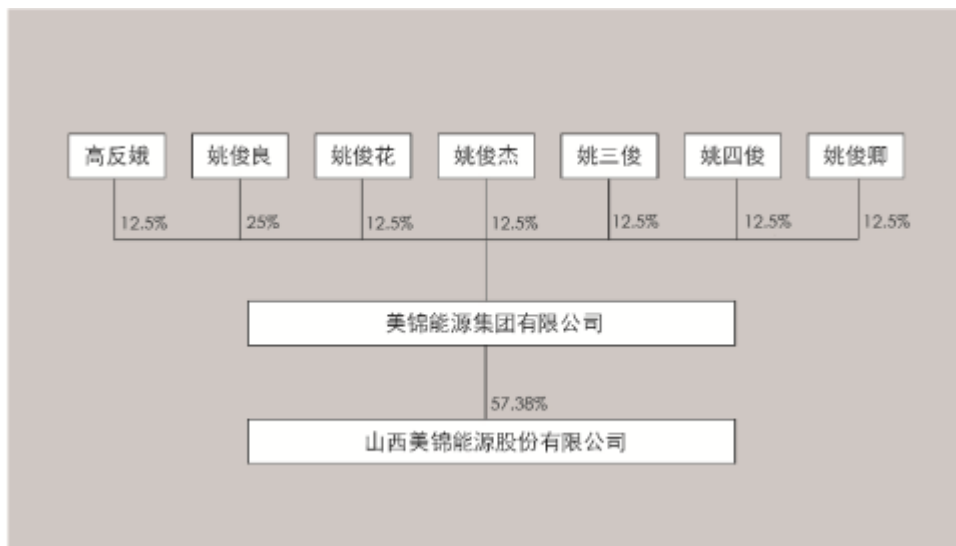 高反娥 姚俊良 姚俊花 姚俊杰 姚三俊 姚四俊 姚俊卿
12.5% 25% 12.5% 12.5% 12.5% 12.5% 12.5%
美锦能源集团有限公司
57.38%
山西美锦能源股份有限公司